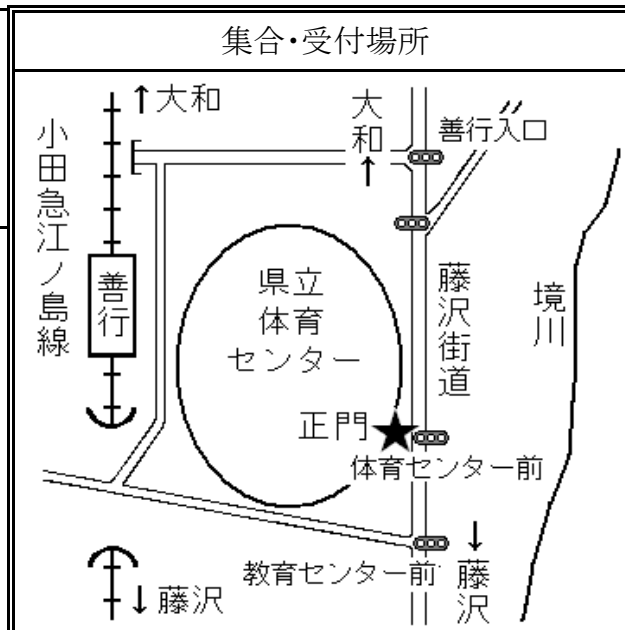 集合・受付場所
↑大和
大和↑
善行入口
小田急江ノ島線
善行
県立
体育
センター
藤沢街道
境川
正門★
体育センター前
教育センター前
↓藤沢
↓藤沢